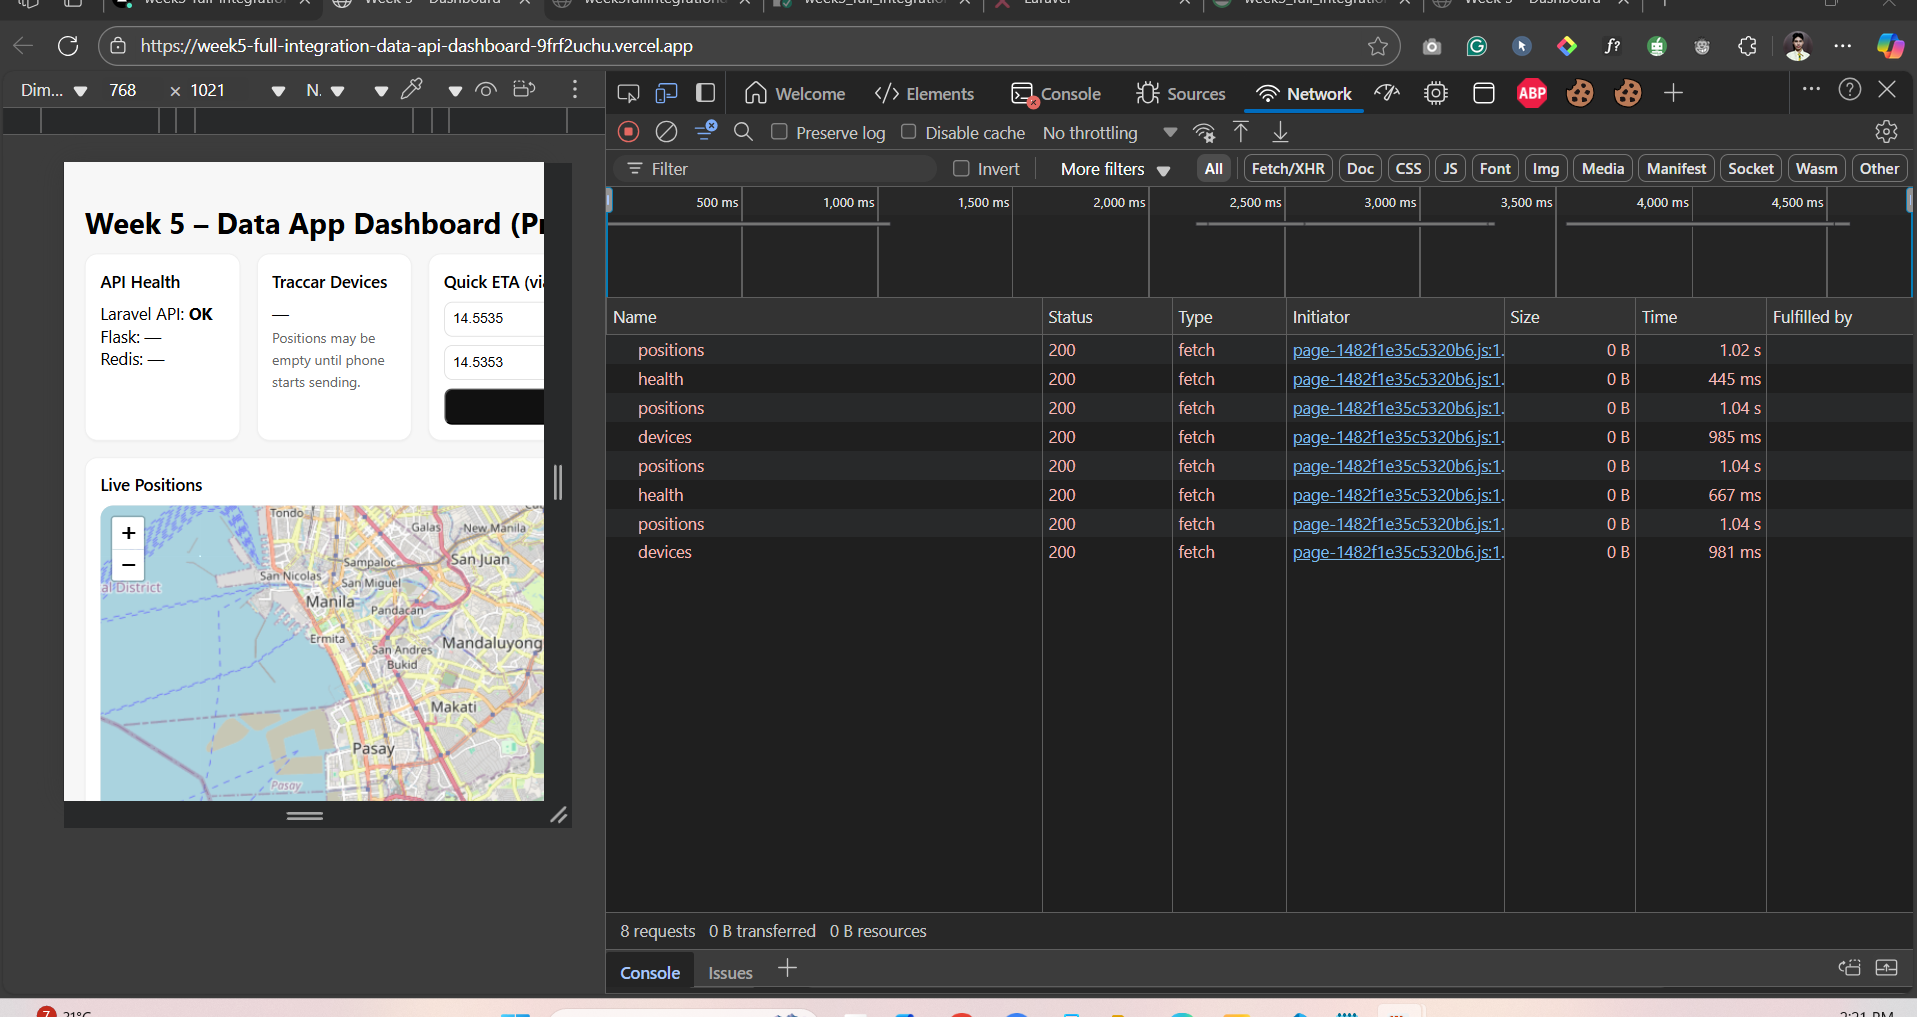 https://week5-full-integration-data-api-dashboard-9frf2uchu.vercel.app
Dim... 768 × 1021 N.
Welcome Elements Console Sources Network ABP
Preserve log Disable cache No throttling
Filter Invert More filters All Fetch/XHR Doc CSS JS Font Img Media Manifest Socket Wasm Other
500 ms 1,000 ms 1,500 ms 2,000 ms 2,500 ms 3,000 ms 3,500 ms 4,000 ms 4,500 ms
Name Status Type Initiator Size Time Fulfilled by
positions 200 fetch page-1482f1e35c5320b6.js:1. 0 B 1.02 s
health 200 fetch page-1482f1e35c5320b6.js:1. 0 B 445 ms
positions 200 fetch page-1482f1e35c5320b6.js:1. 0 B 1.04 s
devices 200 fetch page-1482f1e35c5320b6.js:1. 0 B 985 ms
positions 200 fetch page-1482f1e35c5320b6.js:1. 0 B 1.04 s
health 200 fetch page-1482f1e35c5320b6.js:1. 0 B 667 ms
positions 200 fetch page-1482f1e35c5320b6.js:1. 0 B 1.04 s
devices 200 fetch page-1482f1e35c5320b6.js:1. 0 B 981 ms
8 requests 0 B transferred 0 B resources
Console Issues
Week 5 – Data App Dashboard (Pr
API Health
Laravel API: OK
Flask: —
Redis: —
Traccar Devices
—
Positions may be
empty until phone
starts sending.
Quick ETA (via
14.5535
14.5353
Live Positions
+
−
Tondo
Galas
New Manila
Sampaloc
San Juan
San Nicolas
San Miguel
al District
Manila
Pandacan
Ermita
San Andres
Bukid
Mandaluyong
Makati
Pasay
Pasay
7